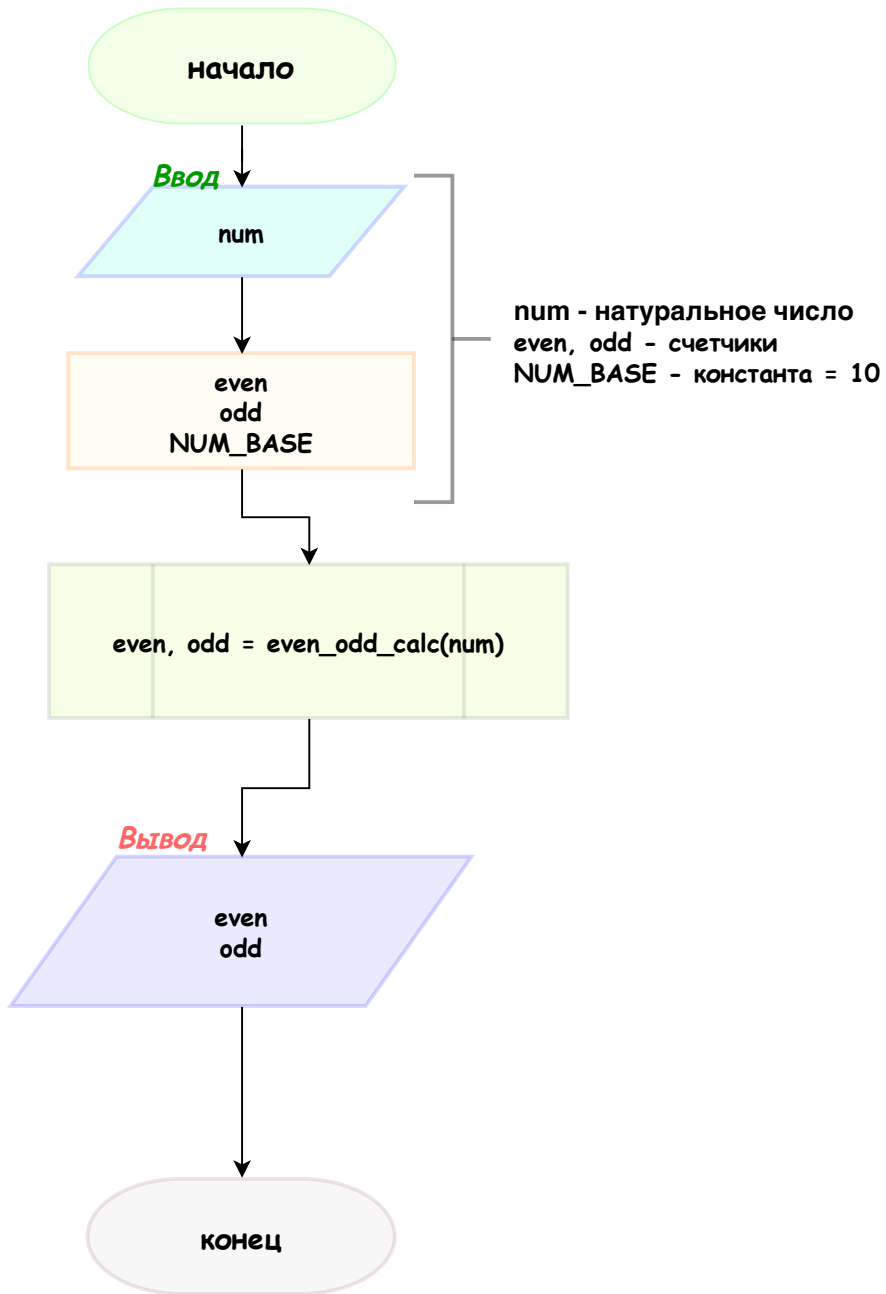 начало
Ввод
num
num - натуральное число
even, odd - счетчики
NUM_BASE - константа = 10
even
odd
NUM_BASE
even, odd = even_odd_calc(num)
Вывод
even
odd
конец